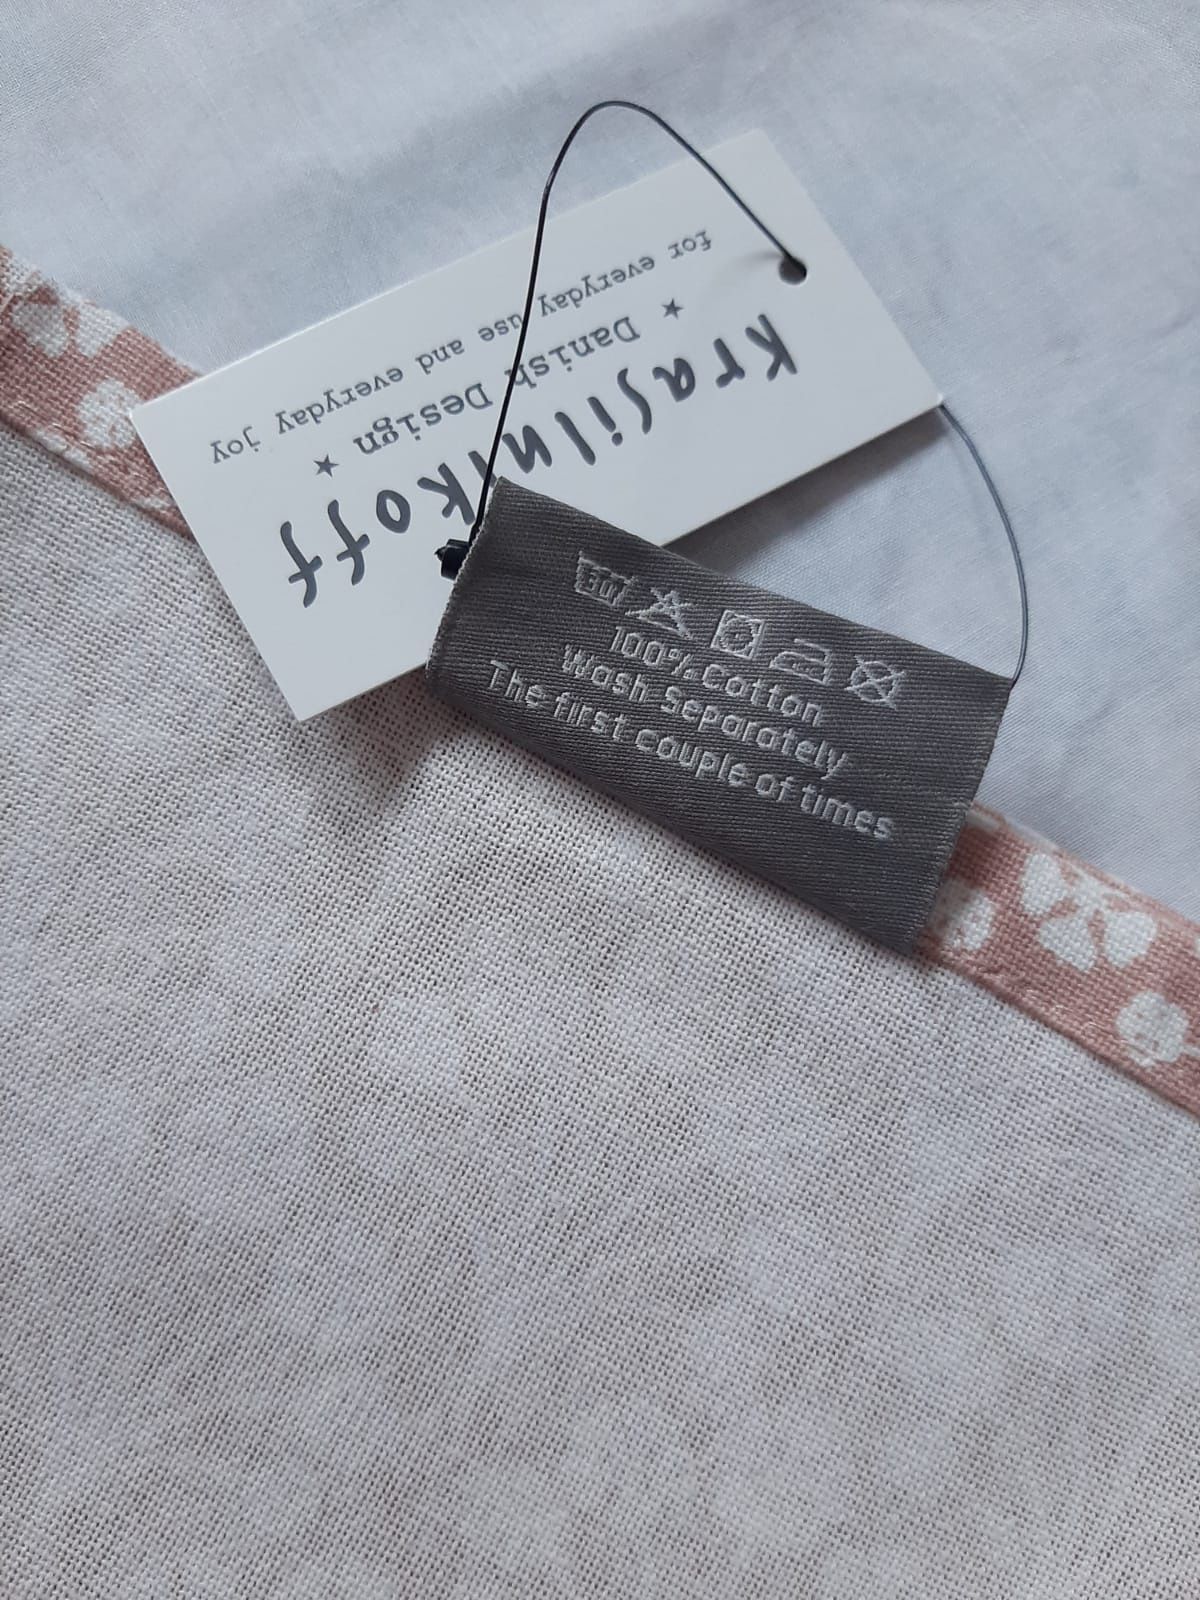 Krasilnikoff
★ Danish Design ★
for everyday use and everyday joy
30
100% Cotton
Wash Separately
The first couple of times